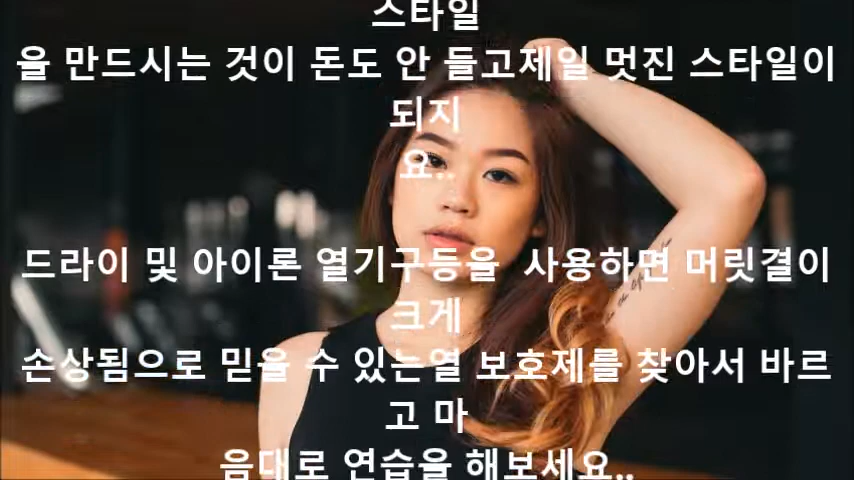 스타일
을 만드시는 것이 돈도 안 들고제일 멋진 스타일이
되지
요..
드라이 및 아이론 열기구등을  사용하면 머릿결이
크게
손상됨으로 믿을 수 있는열 보호제를 찾아서 바르
고 마
음대로 연습을 해보세요..